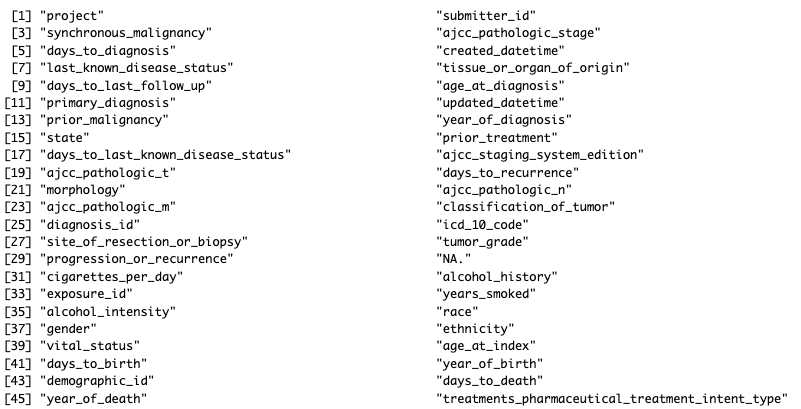 [1] "project" "submitter_id"
[3] "synchronous_malignancy" "ajcc_pathologic_stage"
[5] "days_to_diagnosis" "created_datetime"
[7] "last_known_disease_status" "tissue_or_organ_of_origin"
[9] "days_to_last_follow_up" "age_at_diagnosis"
[11] "primary_diagnosis" "updated_datetime"
[13] "prior_malignancy" "year_of_diagnosis"
[15] "state" "prior_treatment"
[17] "days_to_last_known_disease_status" "ajcc_staging_system_edition"
[19] "ajcc_pathologic_t" "days_to_recurrence"
[21] "morphology" "ajcc_pathologic_n"
[23] "ajcc_pathologic_m" "classification_of_tumor"
[25] "diagnosis_id" "icd_10_code"
[27] "site_of_resection_or_biopsy" "tumor_grade"
[29] "progression_or_recurrence" "NA."
[31] "cigarettes_per_day" "alcohol_history"
[33] "exposure_id" "years_smoked"
[35] "alcohol_intensity" "race"
[37] "gender" "ethnicity"
[39] "vital_status" "age_at_index"
[41] "days_to_birth" "year_of_birth"
[43] "demographic_id" "days_to_death"
[45] "year_of_death" "treatments_pharmaceutical_treatment_intent_type"